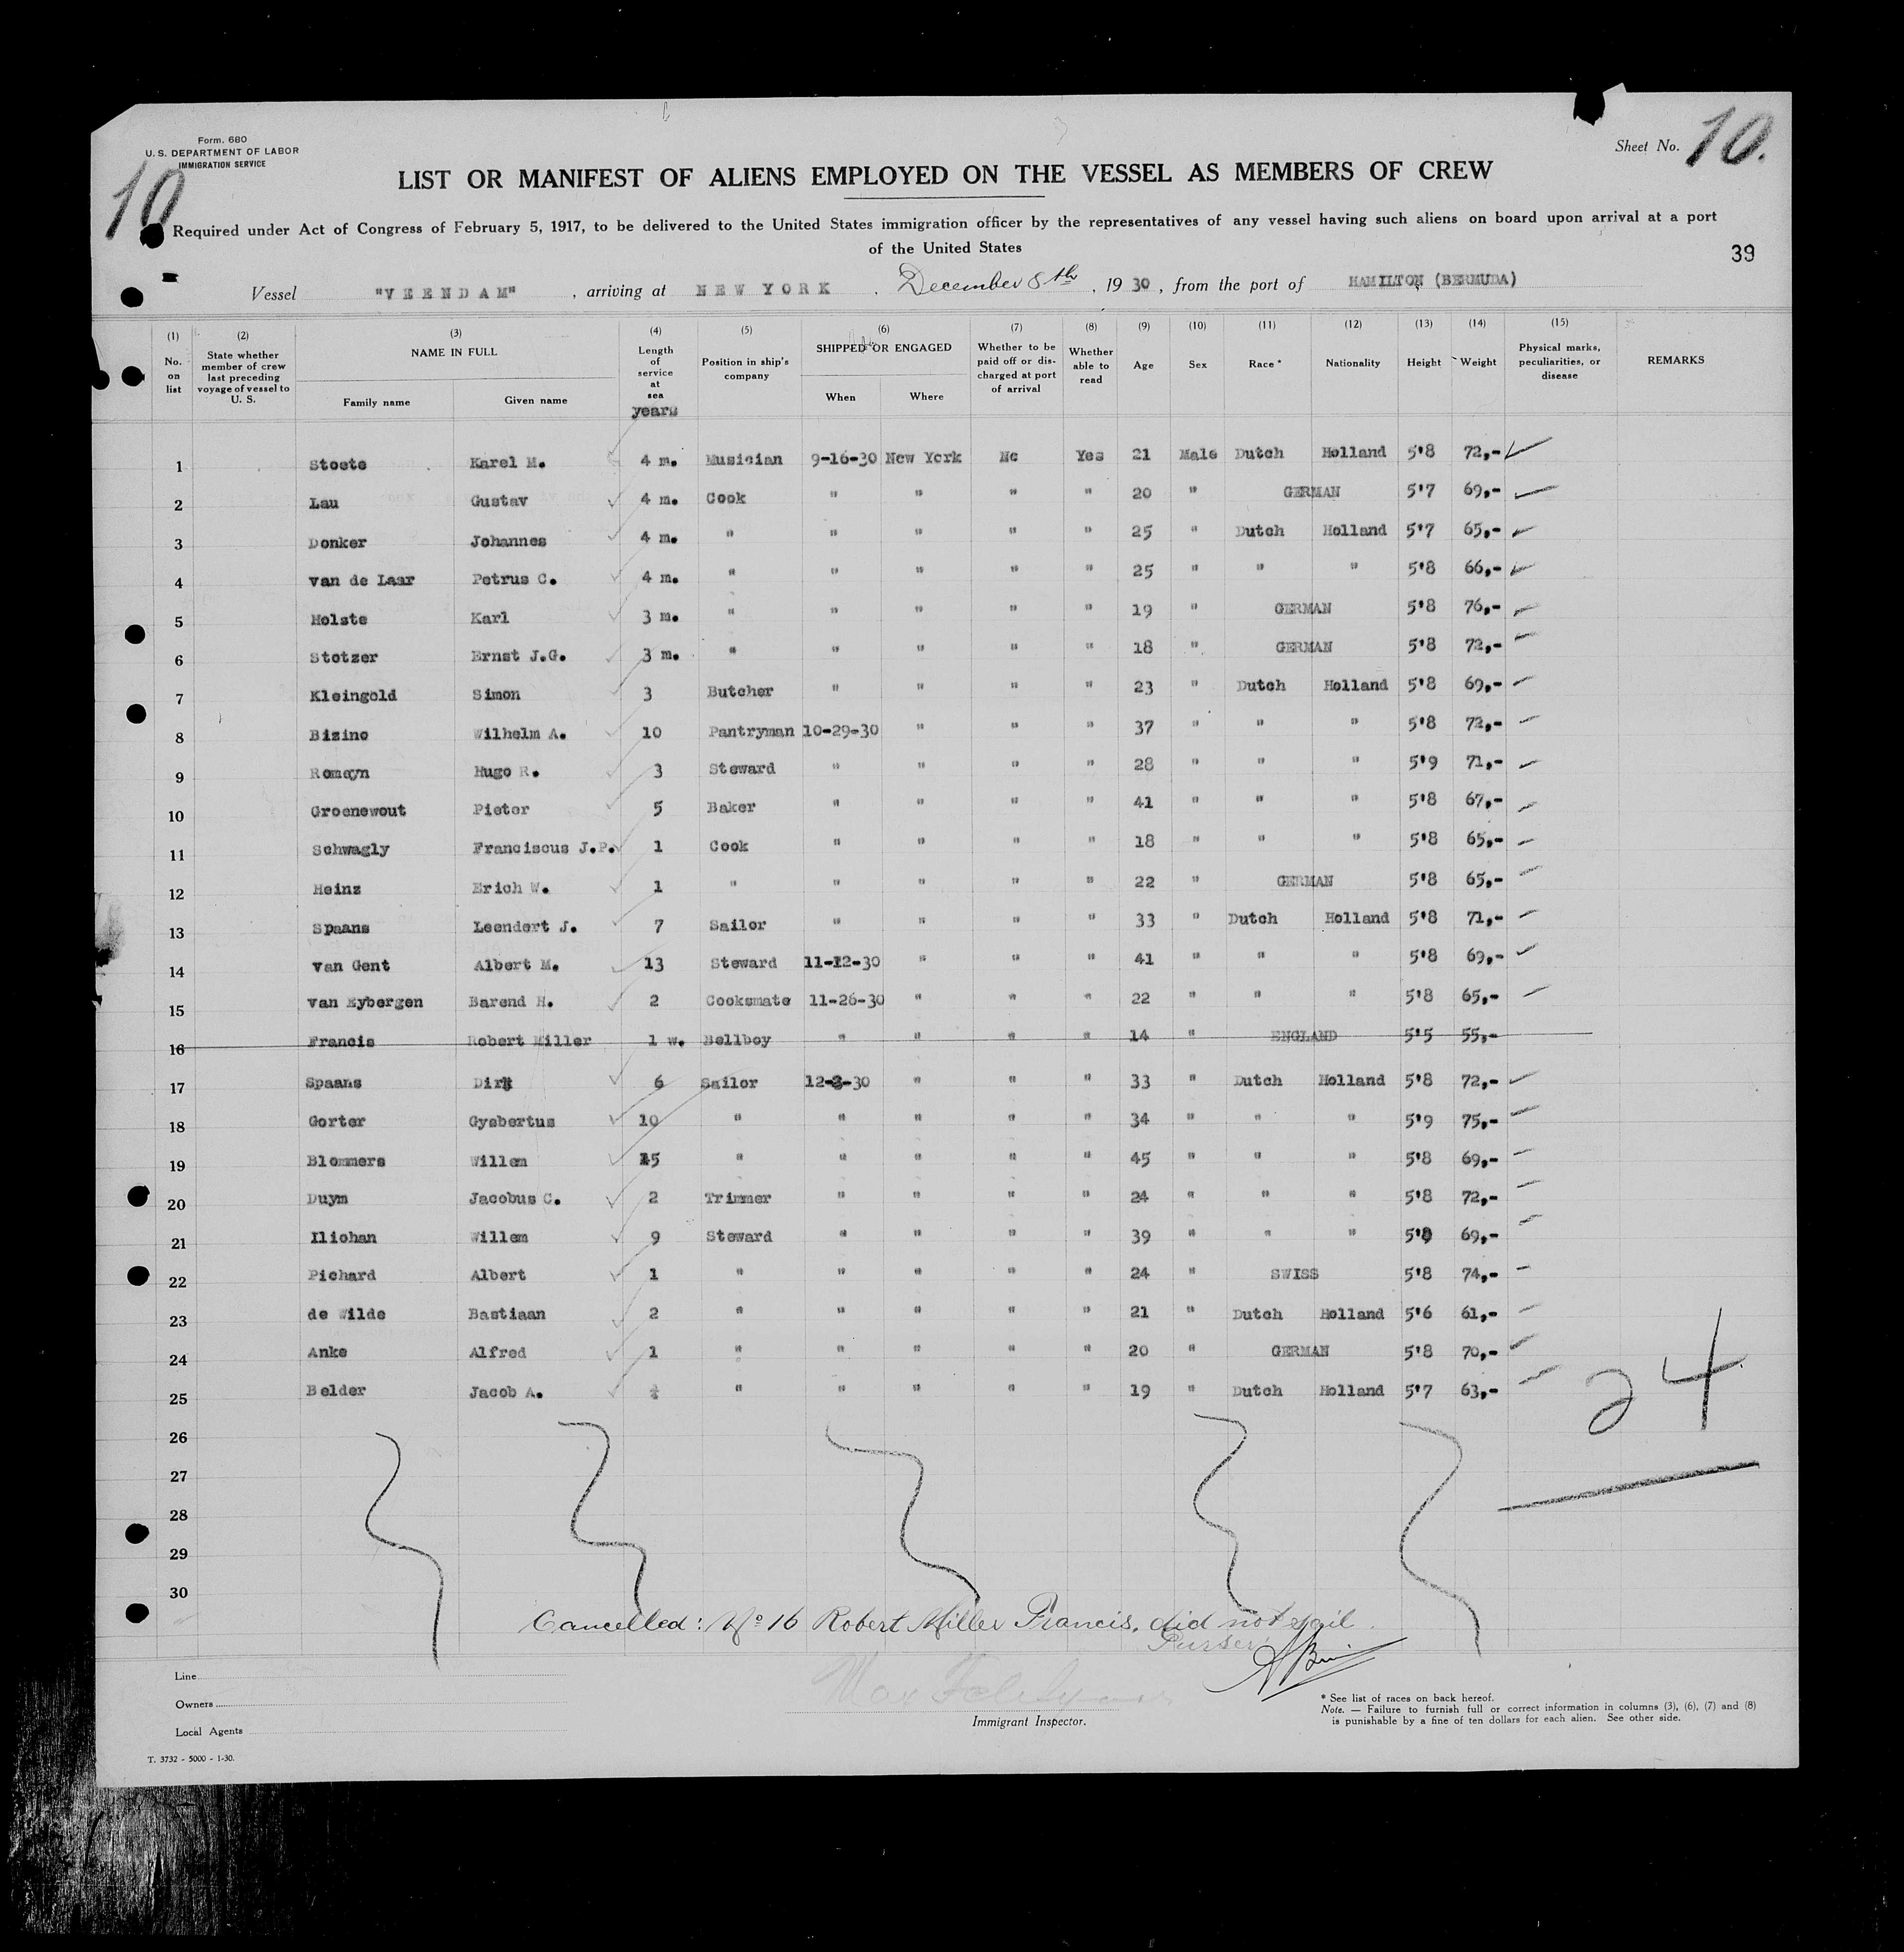 Form. 680
U. S. DEPARTMENT OF LABOR
IMMIGRATION SERVICE
10
Sheet No. 10.
LIST OR MANIFEST OF ALIENS EMPLOYED ON THE VESSEL AS MEMBERS OF CREW
Required under Act of Congress of February 5, 1917, to be delivered to the United States immigration officer by the representatives of any vessel having such aliens on board upon arrival at a port
of the United States
39
Vessel "VEENDAM", arriving at NEW YORK. December 8th, 1930, from the port of HAMILTON (BERMUDA)
(1) (2) (3) (4) (5) (6) (7) (8) (9) (10) (11) (12) (13) (14) (15)
No. on list
State whether member of crew last preceding voyage of vessel to U. S.
NAME IN FULL
Family name Given name
Length of service at sea
years
Position in ship's company
SHIPPED OR ENGAGED
When Where
Whether to be paid off or discharged at port of arrival
Whether able to read
Age
Sex
Race *
Nationality
Height
Weight
Physical marks, peculiarities, or disease
REMARKS
1 Stoete Karel M. 4 m. Musician 9-16-30 New York No Yes 21 Male Dutch Holland 5'8 72,-
2 Lau Gustav 4 m. Cook " " " " 20 " GERMAN 5'7 69,-
3 Donker Johannes 4 m. " " " " " 25 " Dutch Holland 5'7 65,-
4 van de Laar Petrus C. 4 m. " " " " " 25 " " " 5'8 66,-
5 Holste Karl 3 m. " " " " " 19 " GERMAN 5'8 76,-
6 Stotzer Ernst J.G. 3 m. " " " " " 18 " GERMAN 5'8 72,-
7 Kleingold Simon 3 Butcher " " " " 23 " Dutch Holland 5'8 69,-
8 Bizino Wilhelm A. 10 Pantryman 10-29-30 " " " 37 " " " 5'8 72,-
9 Romeyn Hugo R. 3 Steward " " " " 28 " " " 5'9 71,-
10 Groenewout Pieter 5 Baker " " " " 41 " " " 5'8 67,-
11 Schwagly Franciscus J.P. 1 Cook " " " " 18 " " " 5'8 65,-
12 Heinz Erich W. 1 " " " " " 22 " GERMAN 5'8 65,-
13 Spaans Leendert J. 7 Sailor " " " " 33 " Dutch Holland 5'8 71,-
14 van Gent Albert M. 13 Steward 11-12-30 " " " 41 " " " 5'8 69,-
15 van Eybergen Barend H. 2 Cooksmate 11-26-30 " " " 22 " " " 5'8 65,-
16 Francis Robert Miller 1 w. Bellboy " " " " 14 " ENGLAND 5'5 55,-
17 Spaans Dirk 6 Sailor 12-3-30 " " " 33 " Dutch Holland 5'8 72,-
18 Gorter Gysbertus 10 " " " " " 34 " " " 5'9 75,-
19 Blommers Willem 15 " " " " " 45 " " " 5'8 69,-
20 Duym Jacobus C. 2 Trimmer " " " " 24 " " " 5'8 72,-
21 Iliohan Willem 9 Steward " " " " 39 " " " 5'8 69,-
22 Pichard Albert 1 " " " " " 24 " SWISS 5'8 74,-
23 de Wilde Bastiaan 2 " " " " " 21 " Dutch Holland 5'6 61,-
24 Anke Alfred 1 " " " " " 20 " GERMAN 5'8 70,-
25 Belder Jacob A. " " " " " 19 " Dutch Holland 5'7 63,-
24
26
27
28
29
30
Cancelled: No 16 Robert Miller Francis, did not sail.
Purser
Line
Owners
Local Agents
Immigrant Inspector.
* See list of races on back hereof.
Note. — Failure to furnish full or correct information in columns (3), (6), (7) and (8)
is punishable by a fine of ten dollars for each alien. See other side.
T. 3732 - 5000 - 1-30.